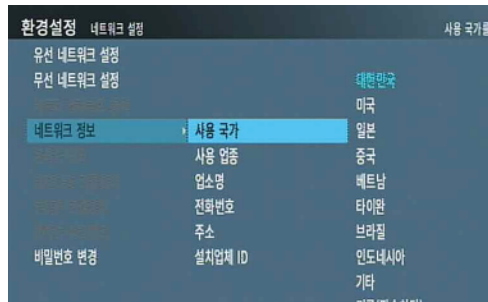 환경설정 네트워크 설정 사용 국가를
유선 네트워크 설정
무선 네트워크 설정 대한민국
미국
네트워크 정보 사용 국가 일본
사용 업종 중국
업소명 베트남
전화번호 타이완
주소 브라질
비밀번호 변경 설치업체 ID 인도네시아
기타